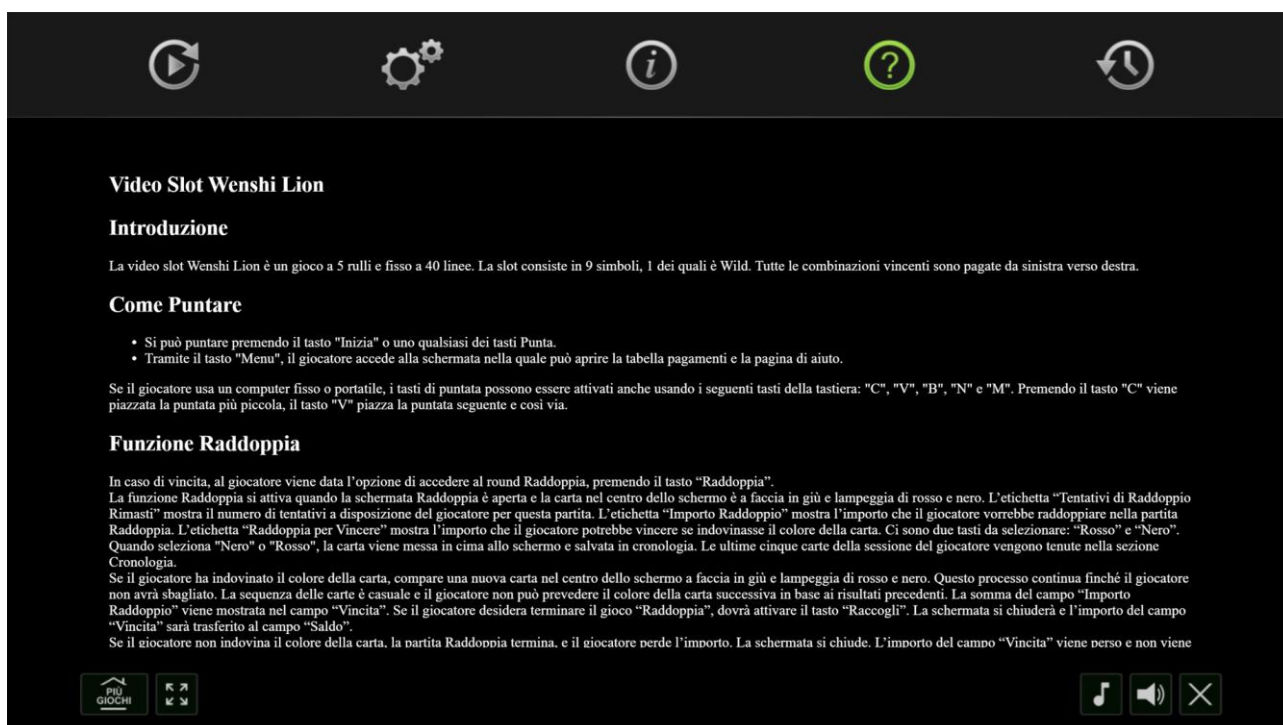 Video Slot Wenshi Lion
Introduzione
La video slot Wenshi Lion è un gioco a 5 rulli e fisso a 40 linee. La slot consiste in 9 simboli, 1 dei quali è Wild. Tutte le combinazioni vincenti sono pagate da sinistra verso destra.
Come Puntare
• Si può puntare premendo il tasto "Inizia" o uno qualsiasi dei tasti Punta.
• Tramite il tasto "Menu", il giocatore accede alla schermata nella quale può aprire la tabella pagamenti e la pagina di aiuto.
Se il giocatore usa un computer fisso o portatile, i tasti di puntata possono essere attivati anche usando i seguenti tasti della tastiera: "C", "V", "B", "N" e "M". Premendo il tasto "C" viene
piazzata la puntata più piccola, il tasto "V" piazza la puntata seguente e così via.
Funzione Raddoppia
In caso di vincita, al giocatore viene data l’opzione di accedere al round Raddoppia, premendo il tasto “Raddoppia”.
La funzione Raddoppia si attiva quando la schermata Raddoppia è aperta e la carta nel centro dello schermo è a faccia in giù e lampeggia di rosso e nero. L’etichetta “Tentativi di Raddoppio
Rimasti” mostra il numero di tentativi a disposizione del giocatore per questa partita. L’etichetta “Importo Raddoppio” mostra l’importo che il giocatore vorrebbe raddoppiare nella partita
Raddoppia. L’etichetta “Raddoppia per Vincere” mostra l’importo che il giocatore potrebbe vincere se indovinasse il colore della carta. Ci sono due tasti da selezionare: “Rosso” e “Nero”.
Quando seleziona "Nero" o "Rosso", la carta viene messa in cima allo schermo e salvata in cronologia. Le ultime cinque carte della sessione del giocatore vengono tenute nella sezione
Cronologia.
Se il giocatore ha indovinato il colore della carta, compare una nuova carta nel centro dello schermo a faccia in giù e lampeggia di rosso e nero. Questo processo continua finché il giocatore
non avrà sbagliato. La sequenza delle carte è casuale e il giocatore non può prevedere il colore della carta successiva in base ai risultati precedenti. La somma del campo “Importo
Raddoppio” viene mostrata nel campo “Vincita”. Se il giocatore desidera terminare il gioco “Raddoppia”, dovrà attivare il tasto “Raccogli”. La schermata si chiuderà e l’importo del campo
“Vincita” sarà trasferito al campo “Saldo”.
Se il giocatore non indovina il colore della carta, la partita Raddoppia termina, e il giocatore perde l’importo. La schermata si chiude. L’importo del campo “Vincita” viene perso e non viene
PIÙ
GIOCHI